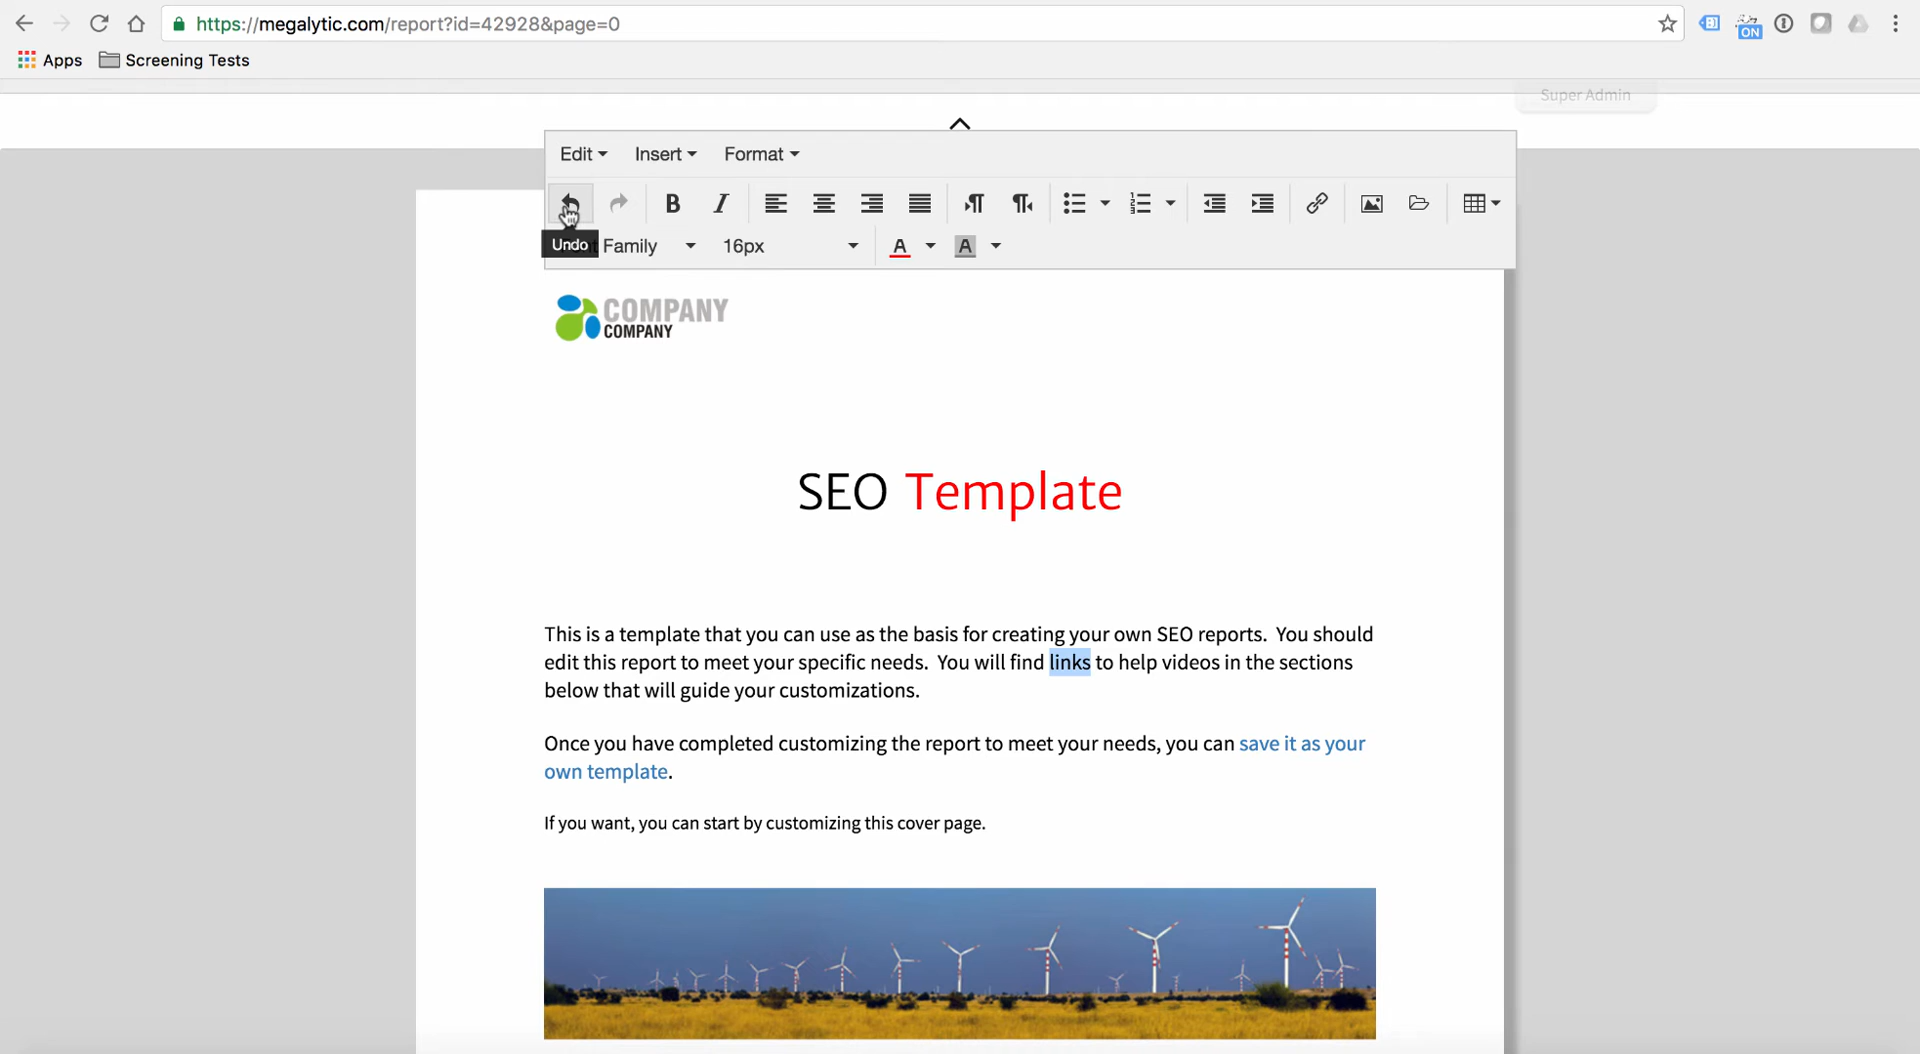 https://megalytic.com/report?id=42928&page=0
ON
Apps Screening Tests
Super Admin
Edit Insert Format
B I
Undo Family 16px A A
COMPANY
COMPANY
SEO Template
This is a template that you can use as the basis for creating your own SEO reports. You should
edit this report to meet your specific needs. You will find links to help videos in the sections
below that will guide your customizations.
Once you have completed customizing the report to meet your needs, you can save it as your
own template.
If you want, you can start by customizing this cover page.